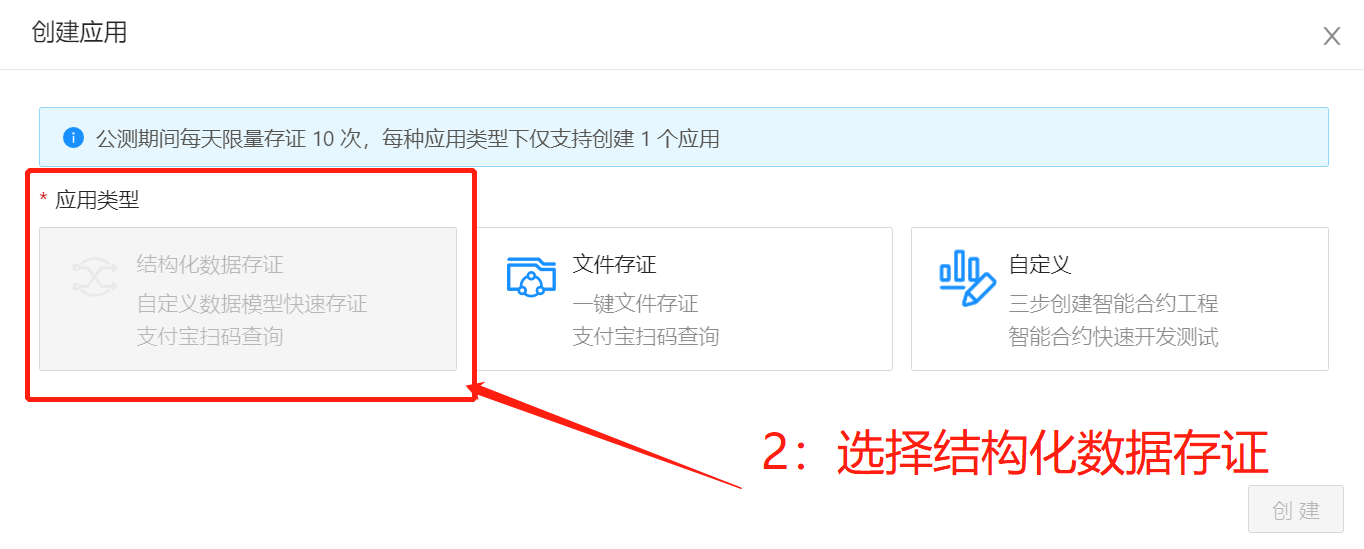 创建应用
X
公测期间每天限量存证 10 次，每种应用类型下仅支持创建 1 个应用
* 应用类型
结构化数据存证
自定义数据模型快速存证
支付宝扫码查询
文件存证
一键文件存证
支付宝扫码查询
自定义
三步创建智能合约工程
智能合约快速开发测试
2：选择结构化数据存证
创 建